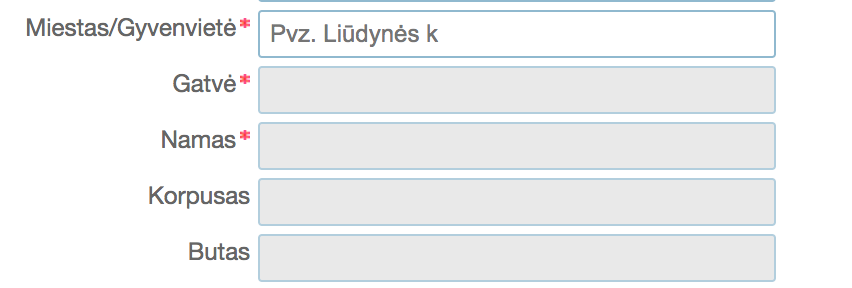 Miestas/Gyvenvietė* Pvz. Liūdynės k
Gatvė*
Namas*
Korpusas
Butas